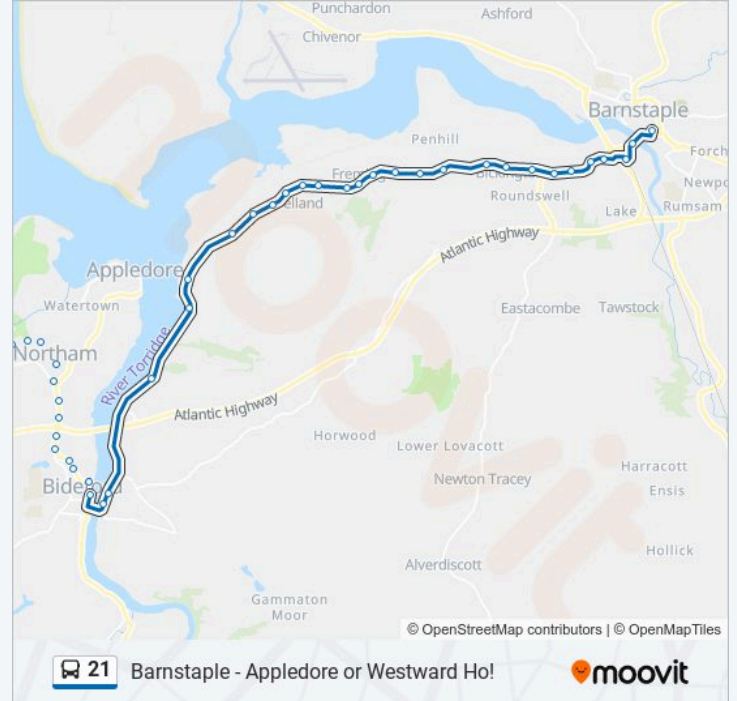 Punchardon
Ashford
Chivenor
Barnstaple
Penhill
Forch
Bickington
Newpo
Roundswell
Rumsam
Lake
Atlantic Highway
Appledore
Eastacombe
Tawstock
Watertown
Northam
River Torridge
Atlantic Highway
Horwood
Lower Lovacott
Harracott
Newton Tracey
Ensis
Hollick
Alverdiscott
Gammaton
Moor
© OpenStreetMap contributors | © OpenMapTiles
21 Barnstaple - Appledore or Westward Ho!
moovit